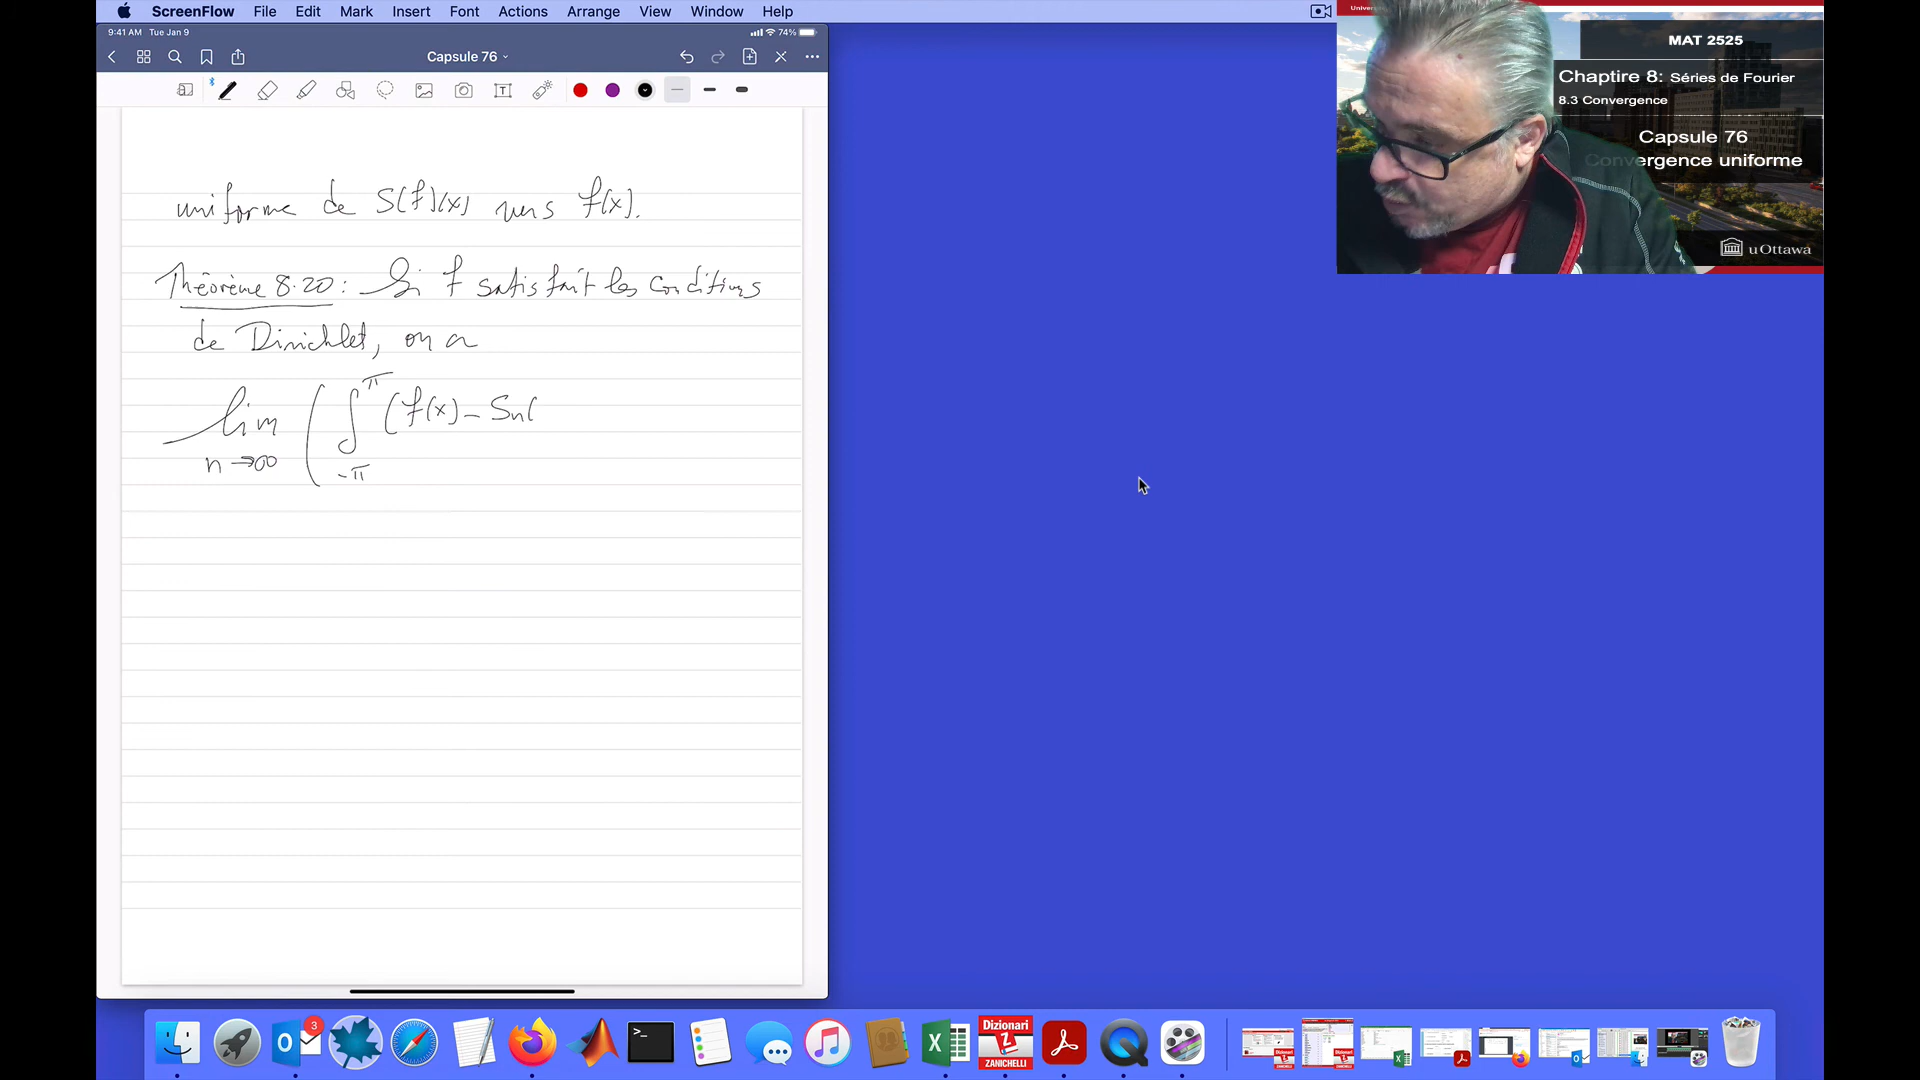 ScreenFlow File Edit Mark Insert Font Actions Arrange View Window Help
9:41 AM Tue Jan 9
74%
Capsule 76
T
uniforme de S(f)(x) vers f(x).
Théorème 8.20 : Si f satisfait les conditions
de Dirichlet, on a
lim n→∞ ( ∫ -π π (f(x) - Sn(
MAT 2525
Chaptire 8: Séries de Fourier
8.3 Convergence
Capsule 76
Convergence uniforme
uOttawa
3
>_
Dizionari
Z
ZANICHELLI